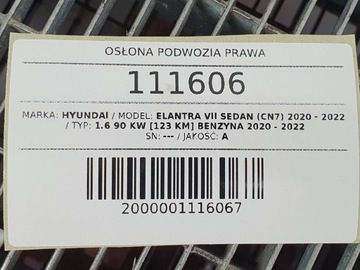 OSŁONA PODWOZIA PRAWA
111606
MARKA: HYUNDAI / MODEL: ELANTRA VII SEDAN (CN7) 2020 - 2022
/ TYP: 1.6 90 KW [123 KM] BENZYNA 2020 - 2022
SN: --- / JAKOŚĆ: A
2000001116067